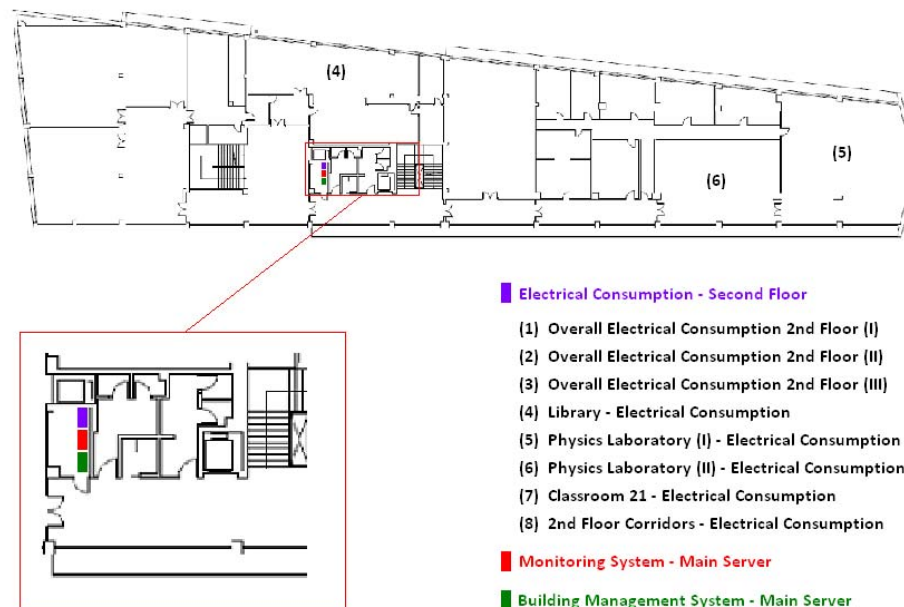 (4)
(5)
(6)
Electrical Consumption - Second Floor
(1) Overall Electrical Consumption 2nd Floor (I)
(2) Overall Electrical Consumption 2nd Floor (II)
(3) Overall Electrical Consumption 2nd Floor (III)
(4) Library - Electrical Consumption
(5) Physics Laboratory (I) - Electrical Consumption
(6) Physics Laboratory (II) - Electrical Consumption
(7) Classroom 21 - Electrical Consumption
(8) 2nd Floor Corridors - Electrical Consumption
Monitoring System - Main Server
Building Management System - Main Server